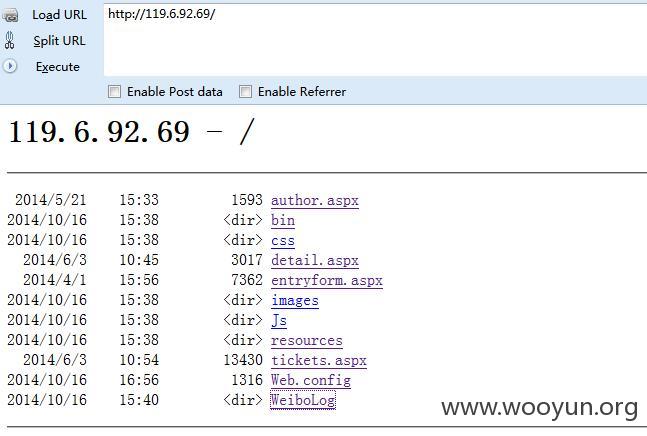 Load URL
http://119.6.92.69/
Split URL
Execute
Enable Post data
Enable Referrer
119.6.92.69 - /
2014/5/21 15:33 1593 author.aspx
2014/10/16 15:38 <dir> bin
2014/10/16 15:38 <dir> css
2014/6/3 10:45 3017 detail.aspx
2014/4/1 15:56 7362 entryform.aspx
2014/10/16 15:38 <dir> images
2014/10/16 15:38 <dir> Js
2014/10/16 15:38 <dir> resources
2014/6/3 10:54 13430 tickets.aspx
2014/10/16 16:56 1316 Web.config
2014/10/16 15:40 <dir> WeiboLog
www.wooyun.org